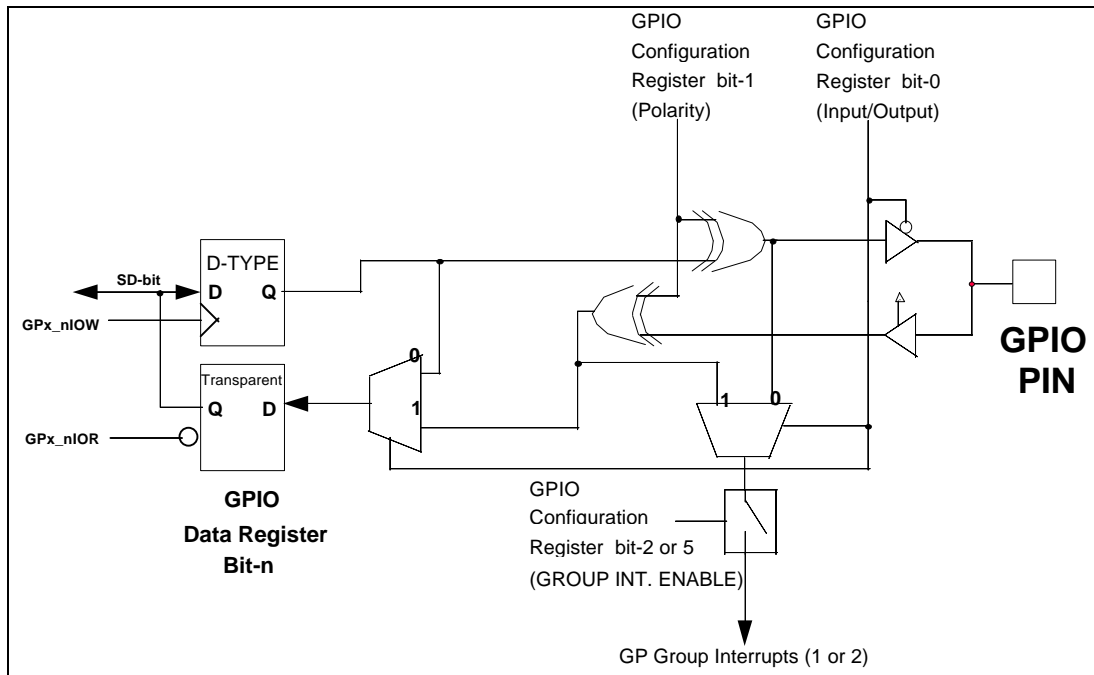 GPIO
Configuration
Register bit-1
(Polarity)
GPIO
Configuration
Register bit-0
(Input/Output)
D-TYPE
SD-bit
D
Q
GPx_nIOW
Transparent
Q
D
GPx_nIOR
0
1
1
0
GPIO
PIN
GPIO
Data Register
Bit-n
GPIO
Configuration
Register bit-2 or 5
(GROUP INT. ENABLE)
GP Group Interrupts (1 or 2)